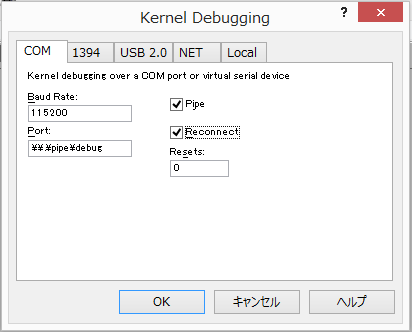 Kernel Debugging
? ×
COM 1394 USB 2.0 NET Local
Kernel debugging over a COM port or virtual serial device
Baud Rate:
115200
Pipe
Port:
¥¥.¥pipe¥debug
Reconnect
Resets:
0
OK キャンセル ヘルプ